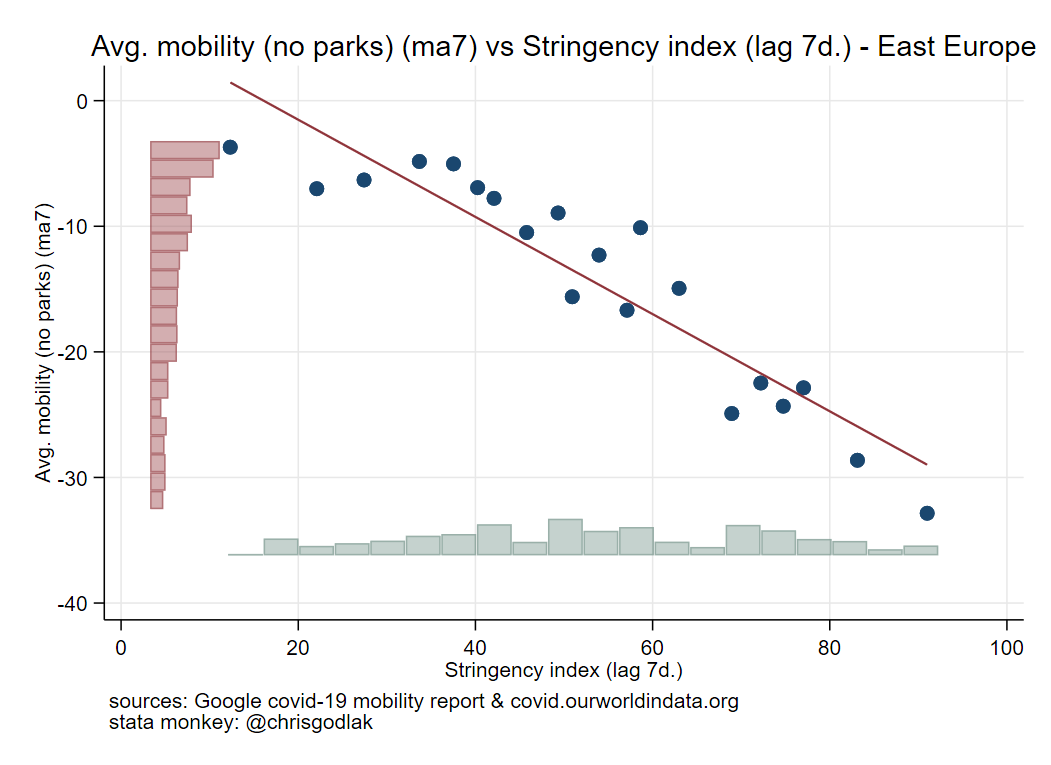 Avg. mobility (no parks) (ma7) vs Stringency index (lag 7d.) - East Europe
Avg. mobility (no parks) (ma7)
0
-10
-20
-30
-40
0 20 40 60 80 100
Stringency index (lag 7d.)
sources: Google covid-19 mobility report & covid.ourworldindata.org
stata monkey: @chrisgodlak